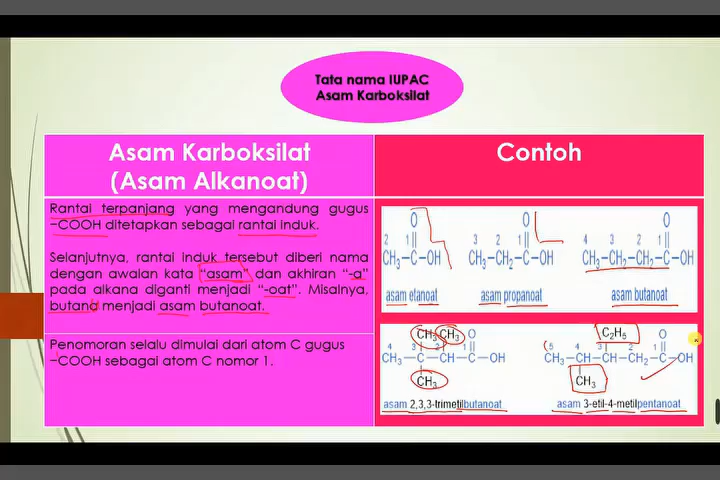 Tata nama IUPAC
Asam Karboksilat
Asam Karboksilat
(Asam Alkanoat)
Contoh
Rantai terpanjang yang mengandung gugus
–COOH ditetapkan sebagai rantai induk.
Selanjutnya, rantai induk tersebut diberi nama
dengan awalan kata “asam” dan akhiran “-a”
pada alkana diganti menjadi “-oat”. Misalnya,
butana menjadi asam butanoat.
Penomoran selalu dimulai dari atom C gugus
–COOH sebagai atom C nomor 1.
O
2 1
CH₃–C–OH
asam etanoat
O
3 2 1
CH₃–CH₂–C–OH
asam propanoat
O
4 3 2 1
CH₃–CH₂–CH₂–C–OH
asam butanoat
CH₃ CH₃ O
4 3 2 1
CH₃–C–CH–C–OH
CH₃
asam 2,3,3-trimetilbutanoat
C₂H₅ O
5 4 3 2 1
CH₃–CH–CH–CH₂–C–OH
CH₃
asam 3-etil-4-metilpentanoat